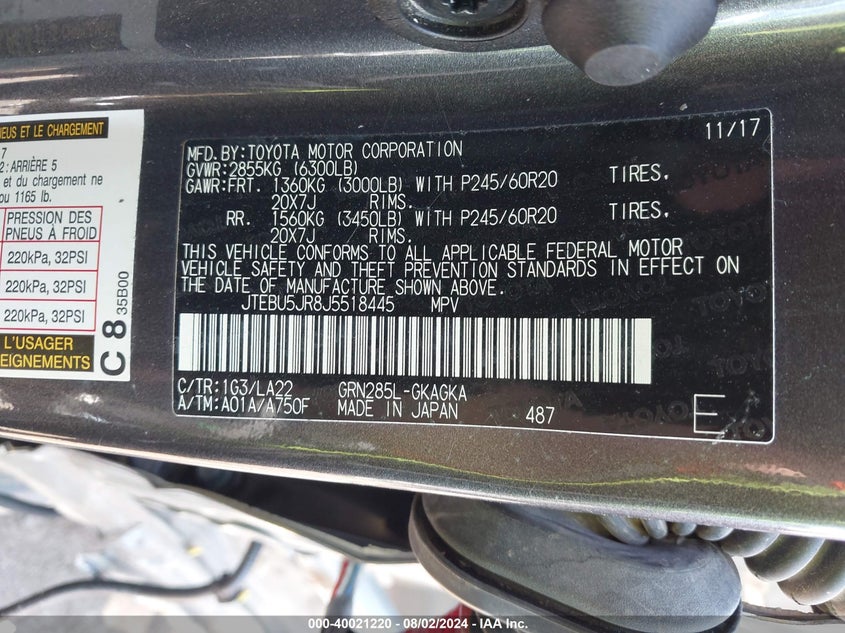 NEUS ET LE CHARGEMENT
7
2: ARRIÈRE 5
et du chargement ne
ou 1165 lb.
PRESSION DES
PNEUS À FROID
220kPa, 32PSI
220kPa, 32PSI
220kPa, 32PSI
L'USAGER
EIGNEMENTS
C 8
35B00
11/17
MFD.BY:TOYOTA MOTOR CORPORATION
GVWR:2855KG (6300LB)
GAWR:FRT. 1360KG (3000LB) WITH P245/60R20 TIRES.
20X7J RIMS.
RR. 1560KG (3450LB) WITH P245/60R20 TIRES.
20X7J RIMS.
THIS VEHICLE CONFORMS TO ALL APPLICABLE FEDERAL MOTOR
VEHICLE SAFETY AND THEFT PREVENTION STANDARDS IN EFFECT ON
THE DATE OF MANUFACTURE SHOWN ABOVE.
JTEBU5JR8J5518445 MPV
C/TR:1G3/LA22 GRN285L-GKAGKA
A/TM:A01A/A750F MADE IN JAPAN 487 E
000-40021220 - 08/02/2024 - IAA Inc.